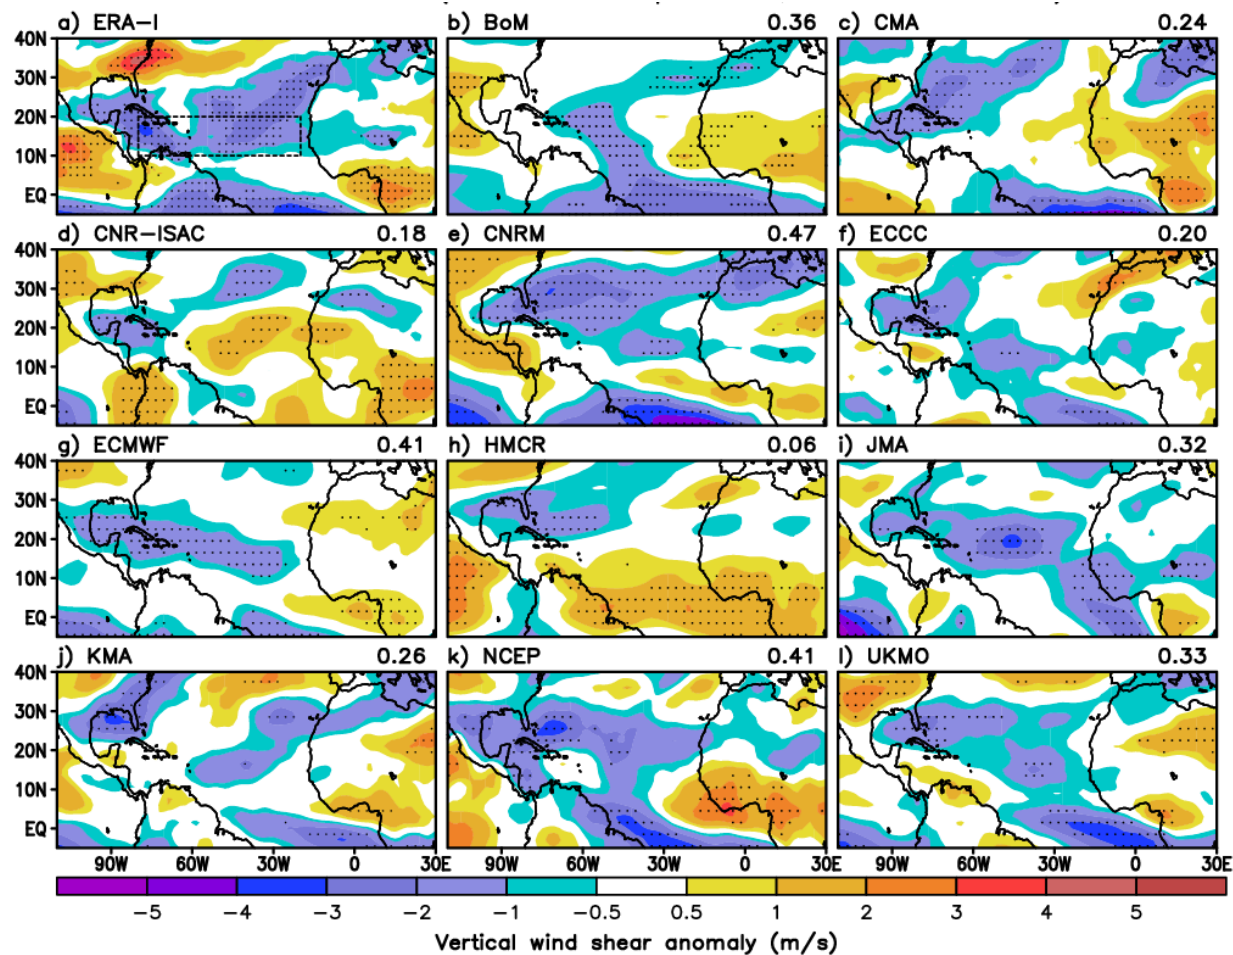 a) ERA-I
b) BoM 0.36
c) CMA 0.24
40N
30N
20N
10N
EQ
d) CNR-ISAC 0.18
e) CNRM 0.47
f) ECCC 0.20
40N
30N
20N
10N
EQ
g) ECMWF 0.41
h) HMCR 0.06
i) JMA 0.32
40N
30N
20N
10N
EQ
j) KMA 0.26
k) NCEP 0.41
l) UKMO 0.33
40N
30N
20N
10N
EQ
90W 60W 30W 0 30E
90W 60W 30W 0 30E
90W 60W 30W 0 30E
-5 -4 -3 -2 -1 -0.5 0.5 1 2 3 4 5
Vertical wind shear anomaly (m/s)